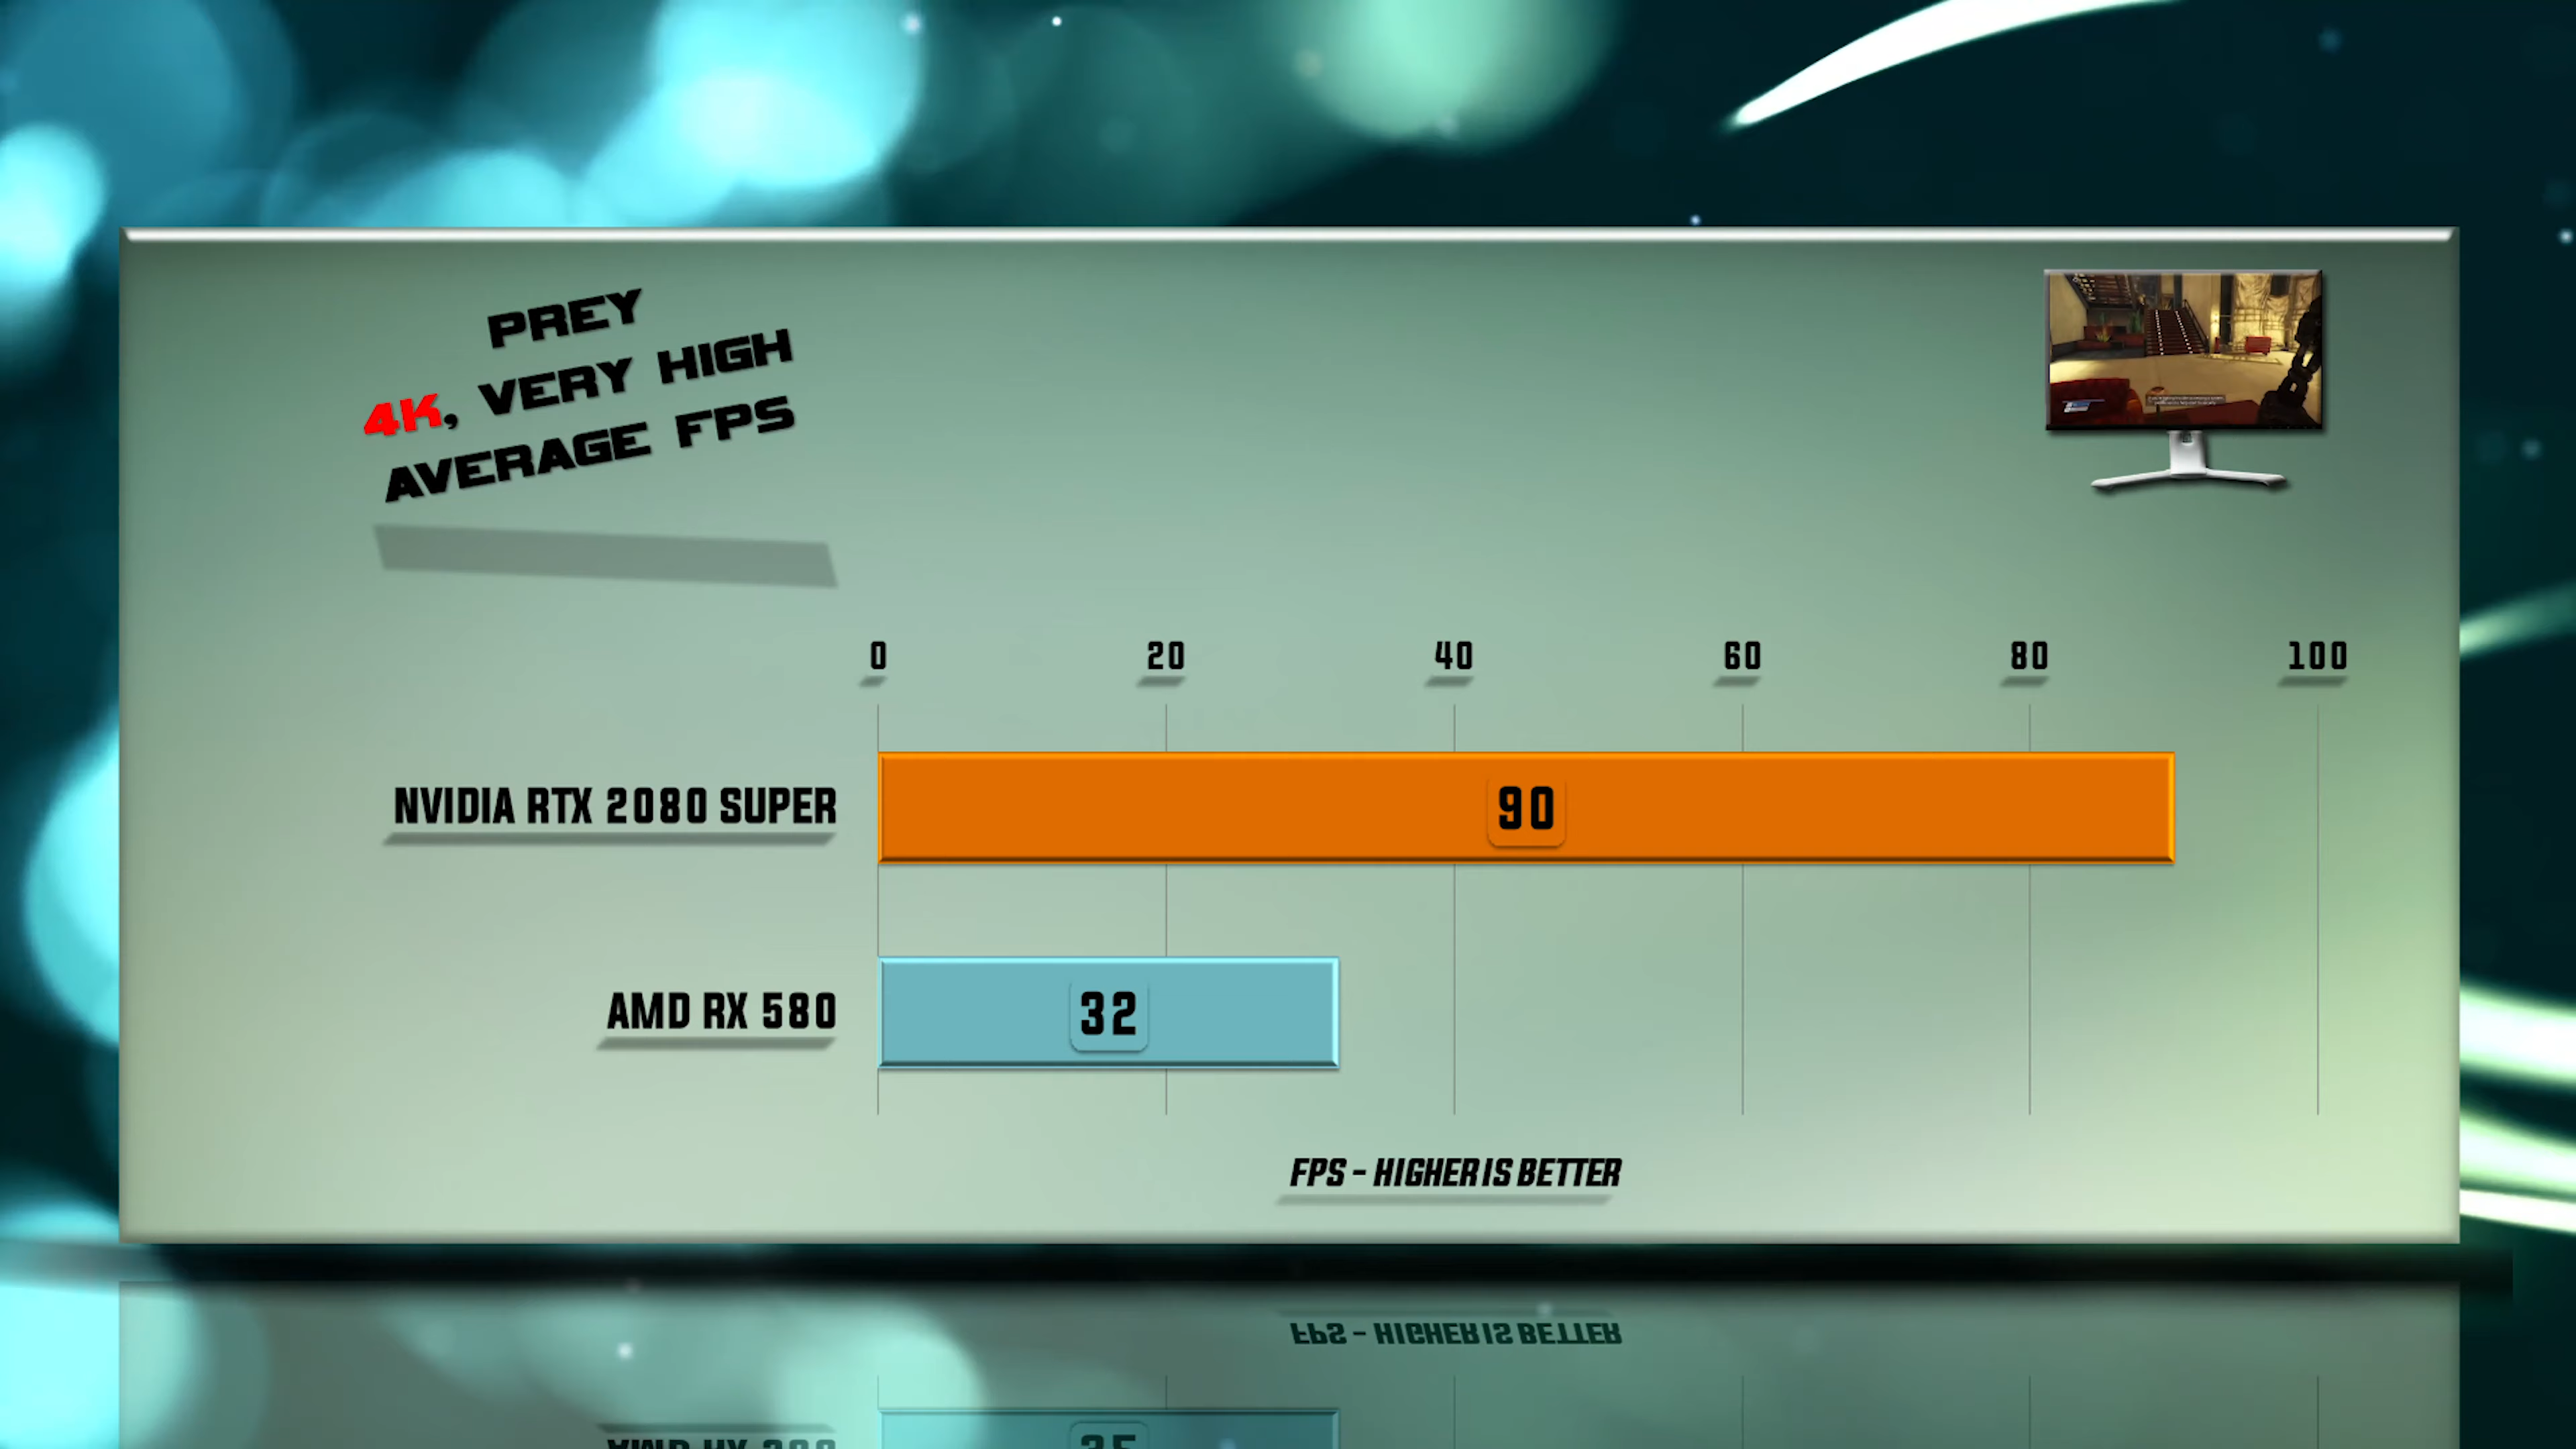 PREY
4K, VERY HIGH
AVERAGE FPS
0 20 40 60 80 100
NVIDIA RTX 2080 SUPER
90
AMD RX 580
32
FPS - HIGHER IS BETTER